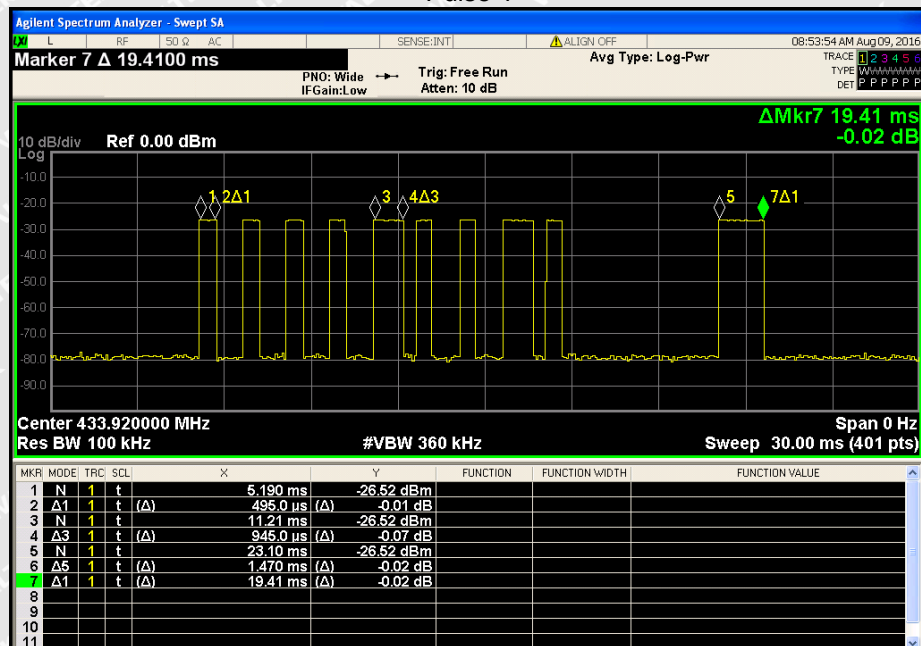 Agilent Spectrum Analyzer - Swept SA
LXI L RF 50 Ω AC SENSE:INT ALIGN OFF 08:53:54 AM Aug 09, 2016
Marker 7 Δ 19.4100 ms
PNO: Wide Trig: Free Run Avg Type: Log-Pwr TRACE 1 2 3 4 5 6
IFGain:Low Atten: 10 dB TYPE W
DET P P P P P P
ΔMkr7 19.41 ms
10 dB/div Ref 0.00 dBm -0.02 dB
Log
-10.0
-20.0
-30.0
-40.0
-50.0
-60.0
-70.0
-80.0
-90.0
1 2Δ1 3 4Δ3 5 7Δ1
Center 433.920000 MHz Span 0 Hz
Res BW 100 kHz #VBW 360 kHz Sweep 30.00 ms (401 pts)
MKR MODE TRC SCL X Y FUNCTION FUNCTION WIDTH FUNCTION VALUE
1 N 1 t 5.190 ms -26.52 dBm
2 Δ1 1 t (Δ) 495.0 µs (Δ) -0.01 dB
3 N 1 t 11.21 ms -26.52 dBm
4 Δ3 1 t (Δ) 945.0 µs (Δ) -0.07 dB
5 N 1 t 23.10 ms -26.52 dBm
6 Δ5 1 t (Δ) 1.470 ms (Δ) -0.02 dB
7 Δ1 1 t (Δ) 19.41 ms (Δ) -0.02 dB
8
9
10
11